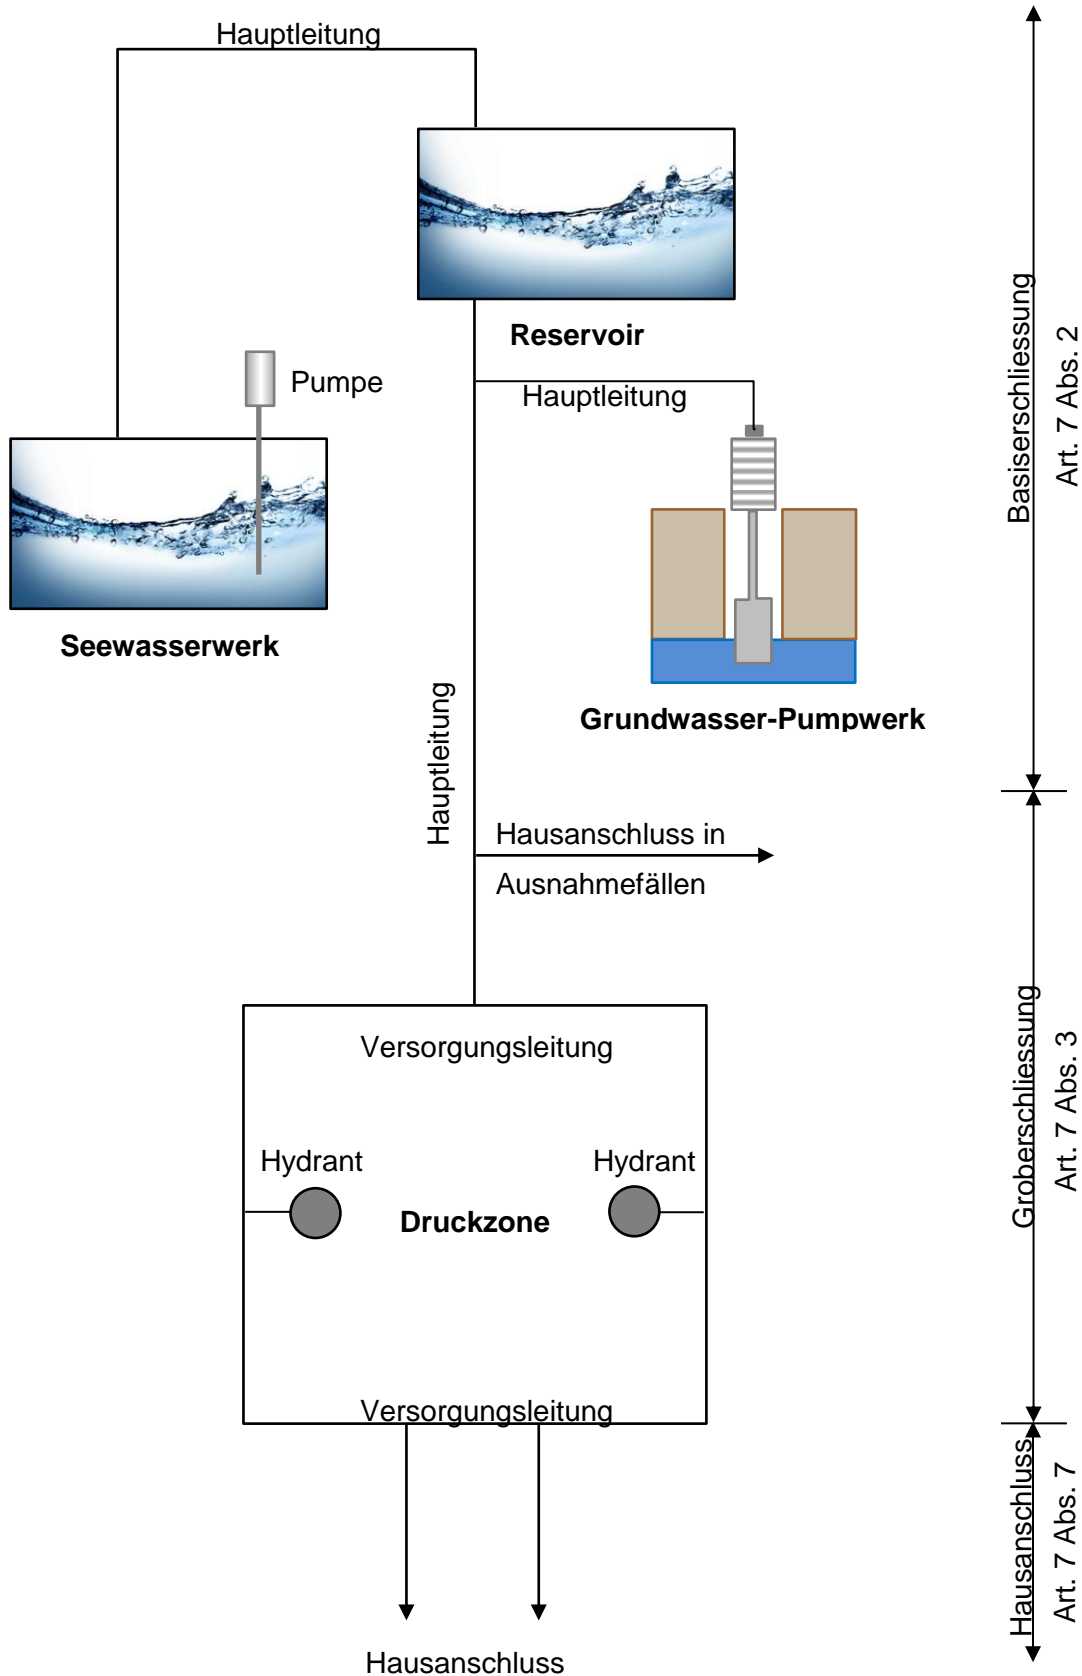 Hauptleitung
Reservoir
Pumpe
Hauptleitung
Seewasserwerk
Grundwasser-Pumpwerk
Hauptleitung
Hausanschluss in
Ausnahmefällen
Versorgungsleitung
Hydrant
Hydrant
Druckzone
Versorgungsleitung
Hausanschluss
Basiserschliessung
Art. 7 Abs. 2
Groberschliessung
Art. 7 Abs. 3
Hausanschluss
Art. 7 Abs. 7